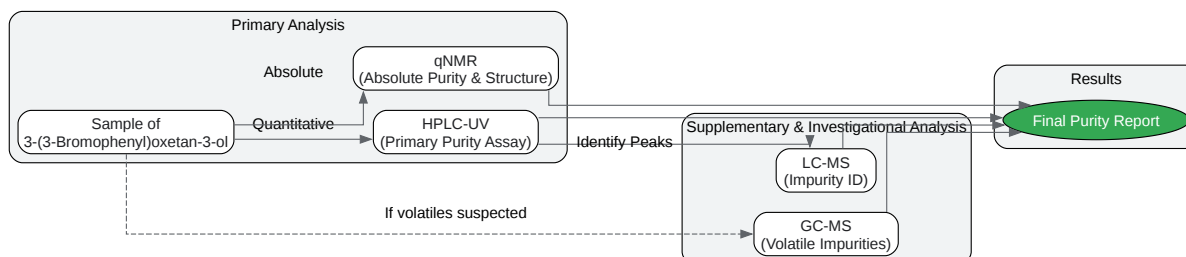 Primary Analysis
qNMR
(Absolute Purity & Structure)
Absolute
Sample of
3-(3-Bromophenyl)oxetan-3-ol
Quantitative
HPLC-UV
(Primary Purity Assay)
Identify Peaks
Supplementary & Investigational Analysis
LC-MS
(Impurity ID)
If volatiles suspected
GC-MS
(Volatile Impurities)
Results
Final Purity Report